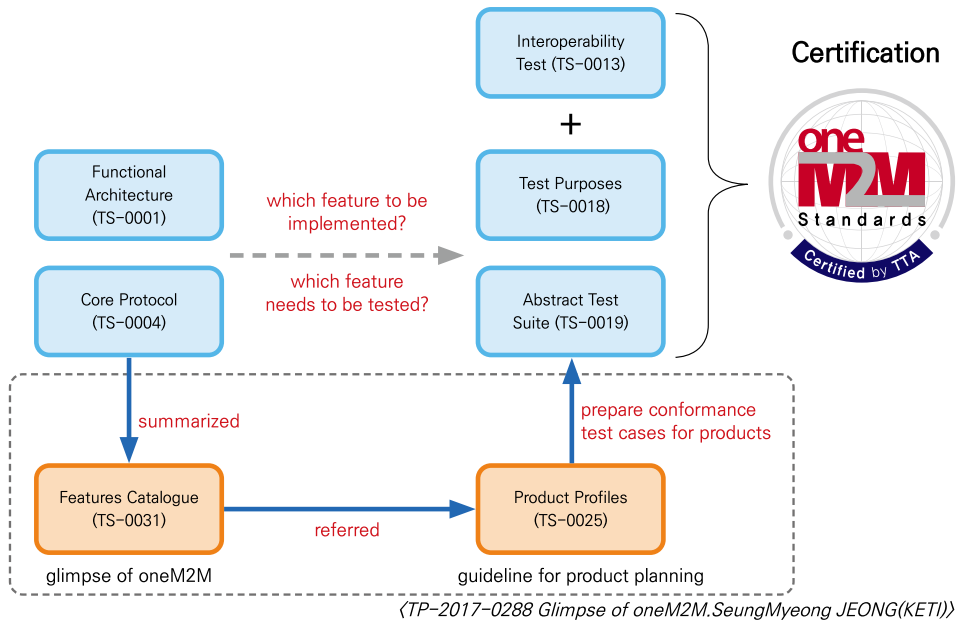 Interoperability
Test (TS-0013)
Certification
+
Functional
Architecture
(TS-0001)
which feature to be
implemented?
Test Purposes
(TS-0018)
one
M2M
Standards
Certified by TTA
which feature
needs to be tested?
Core Protocol
(TS-0004)
Abstract Test
Suite (TS-0019)
summarized
prepare conformance
test cases for products
Features Catalogue
(TS-0031)
referred
Product Profiles
(TS-0025)
glimpse of oneM2M
guideline for product planning
〈TP-2017-0288 Glimpse of oneM2M.SeungMyeong JEONG(KETI)〉